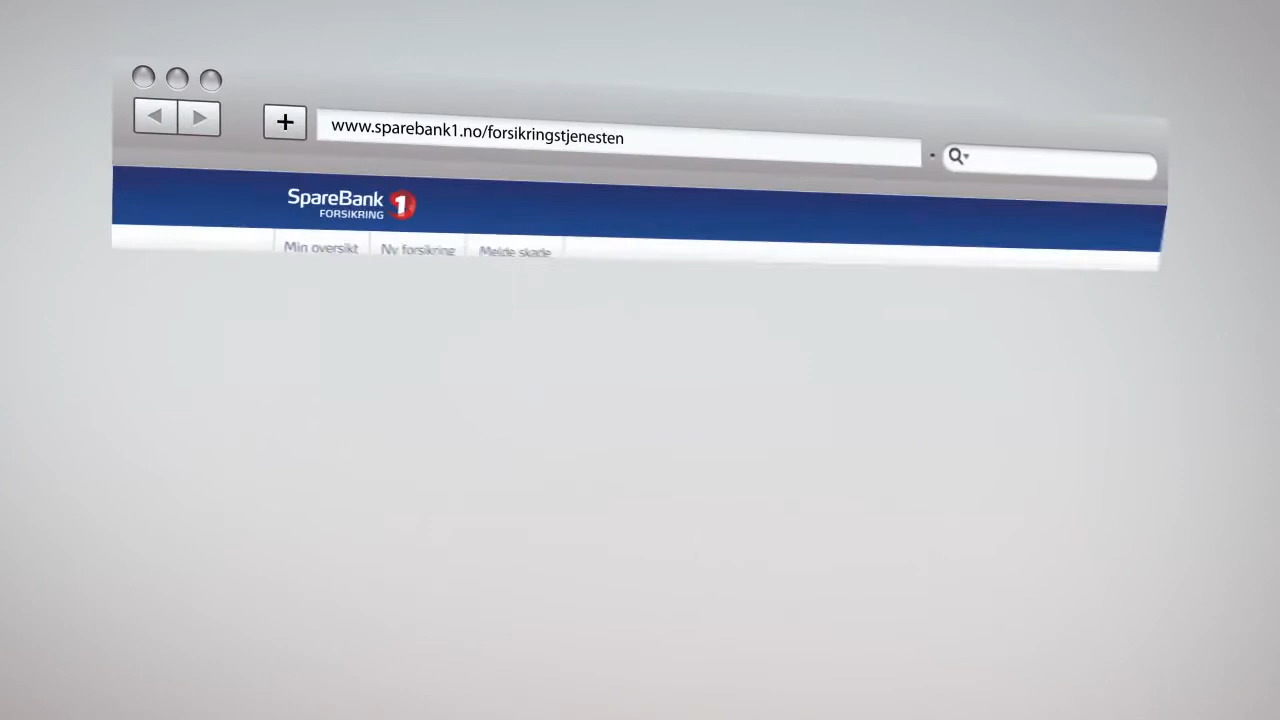 www.sparebank1.no/forsikringstjenesten
SpareBank 1
FORSIKRING
Min oversikt Ny forsikring Melde skade